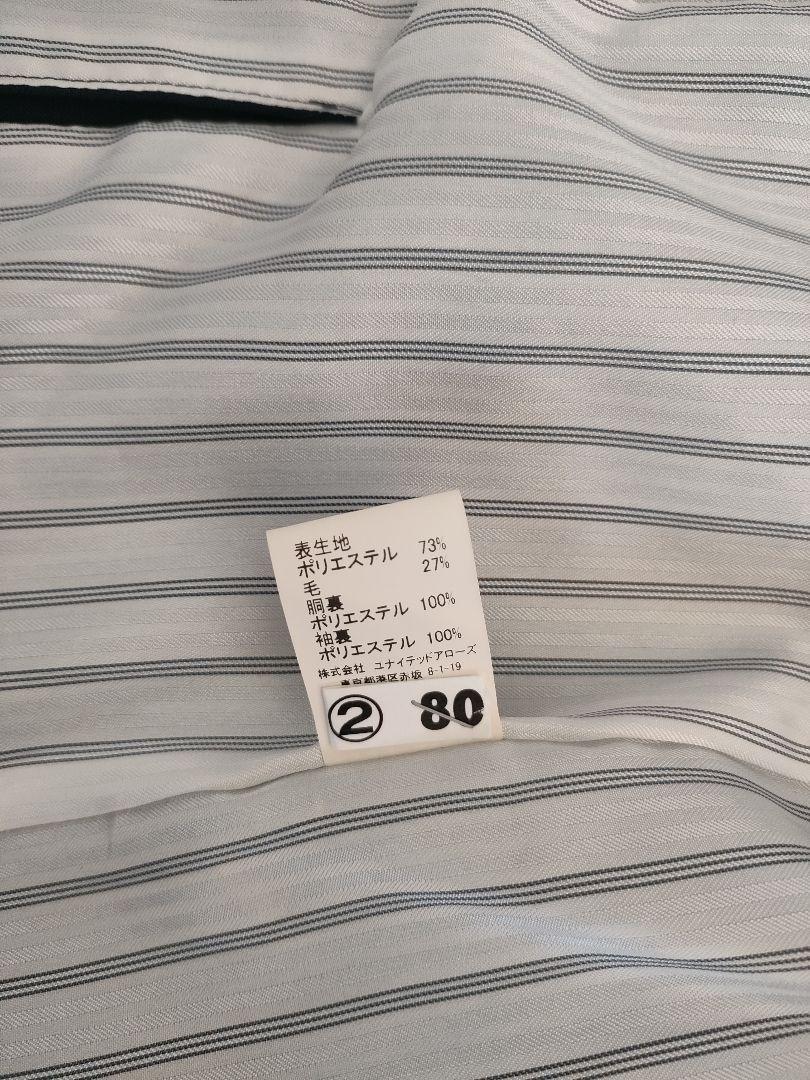 表生地
ポリエステル 73%
毛 27%
胴裏
ポリエステル 100%
袖裏
ポリエステル 100%
株式会社 ユナイテッドアローズ
東京都港区赤坂 8-1-19
② 80